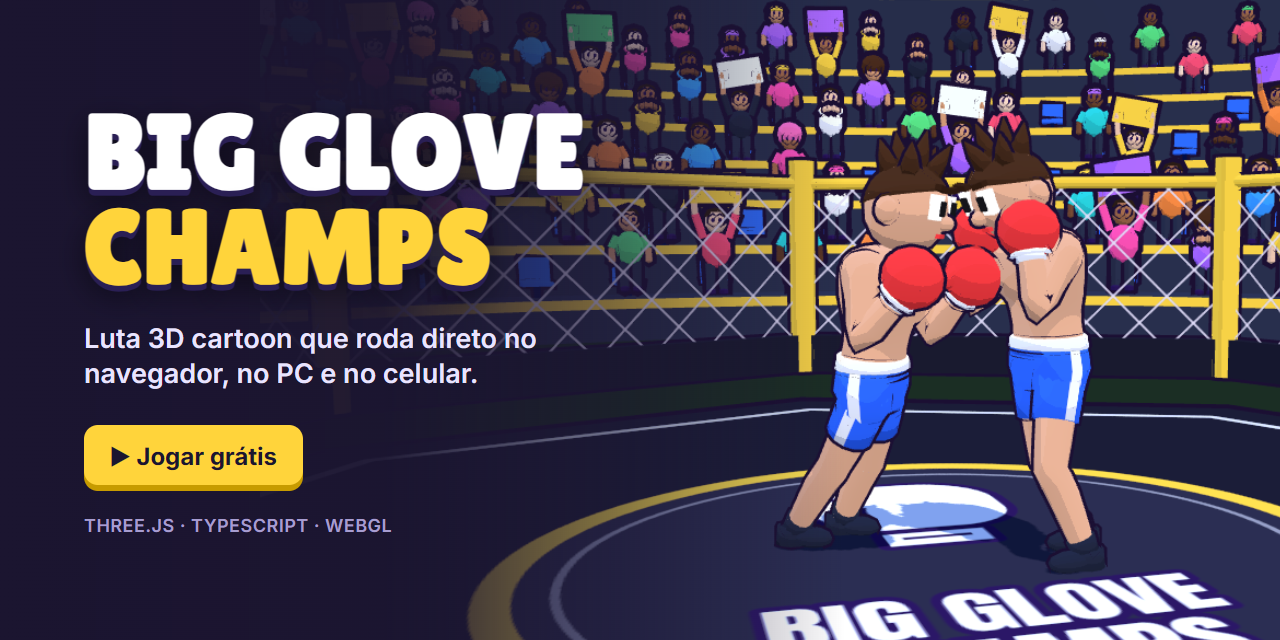 BIG GLOVE
CHAMPS
Luta 3D cartoon que roda direto no
navegador, no PC e no celular.
▶ Jogar grátis
THREE.JS · TYPESCRIPT · WEBGL
BIG GLOVE
CHAMPS